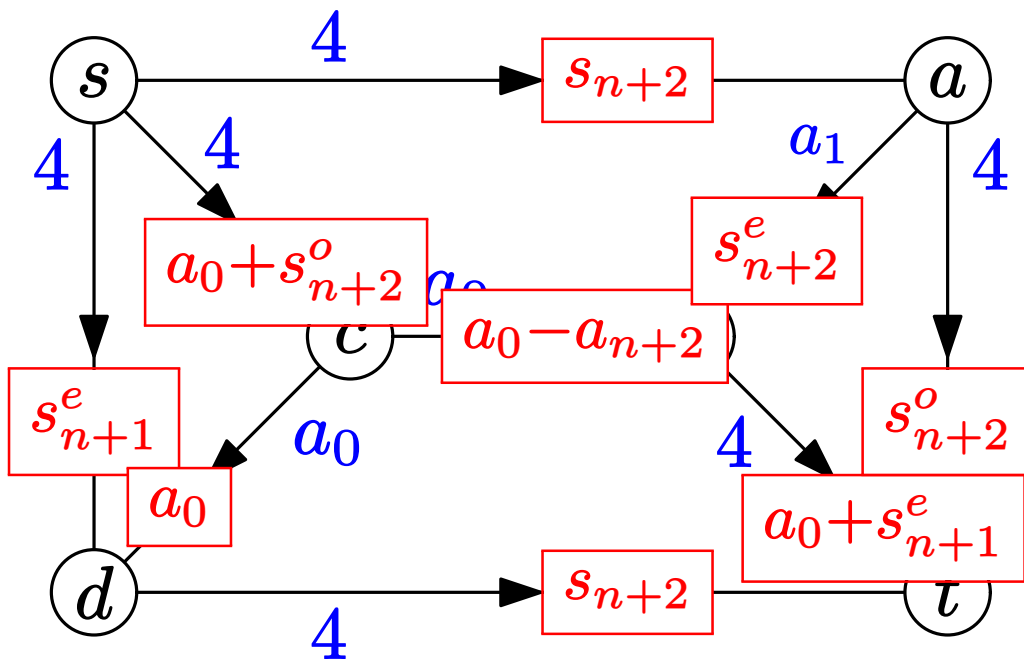 4
s a
s_{n+2}
4 4 a_1 4
a_0+s^o_{n+2} s^e_{n+2}
c a_0-a_{n+2}
s^e_{n+1} a_0 4 s^o_{n+2}
a_0 a_0+s^e_{n+1}
d s_{n+2} t
4